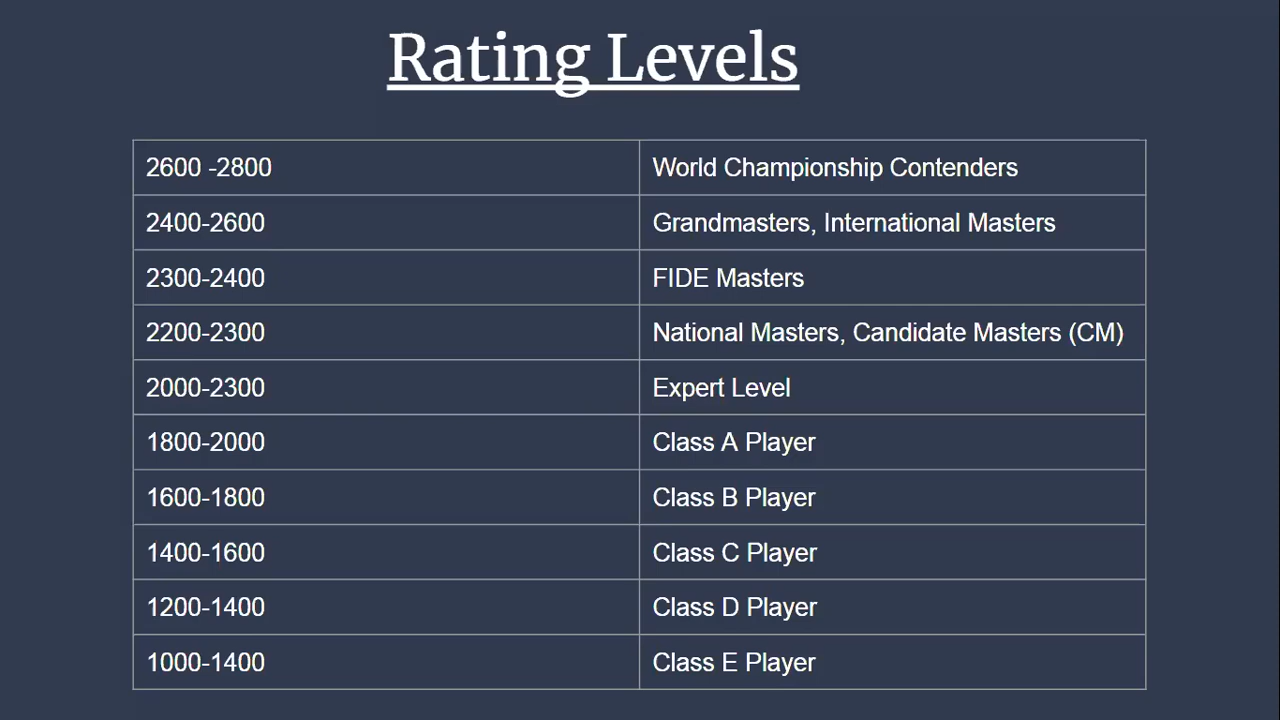 Rating Levels
2600 -2800 World Championship Contenders
2400-2600 Grandmasters, International Masters
2300-2400 FIDE Masters
2200-2300 National Masters, Candidate Masters (CM)
2000-2300 Expert Level
1800-2000 Class A Player
1600-1800 Class B Player
1400-1600 Class C Player
1200-1400 Class D Player
1000-1400 Class E Player